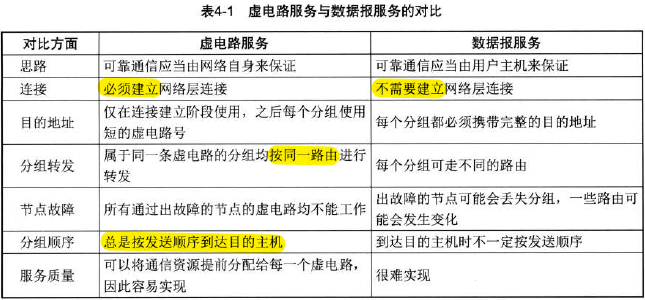 表4-1 虚电路服务与数据报服务的对比
对比方面 虚电路服务 数据报服务
思路 可靠通信应当由网络自身来保证 可靠通信应当由用户主机来保证
连接 必须建立网络层连接 不需要建立网络层连接
目的地址 仅在连接建立阶段使用，之后每个分组使用
短的虚电路号 每个分组都必须携带完整的目的地址
分组转发 属于同一条虚电路的分组均按同一路由进行
转发 每个分组可走不同的路由
节点故障 所有通过出故障的节点的虚电路均不能工作 出故障的节点可能会丢失分组，一些路由可
能会发生变化
分组顺序 总是按发送顺序到达目的主机 到达目的主机时不一定按发送顺序
服务质量 可以将通信资源提前分配给每一个虚电路，
因此容易实现 很难实现